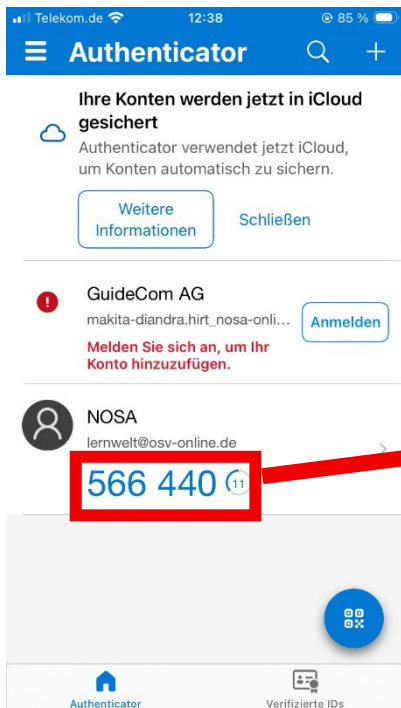 Telekom.de 12:38 85 %
Authenticator
Ihre Konten werden jetzt in iCloud
gesichert
Authenticator verwendet jetzt iCloud,
um Konten automatisch zu sichern.
Weitere
Informationen
Schließen
GuideCom AG
makita-diandra.hirt_nosa-onli...
Anmelden
Melden Sie sich an, um Ihr
Konto hinzuzufügen.
NOSA
lernwelt@osv-online.de
566 440 11
Authenticator
Verifizierte IDs